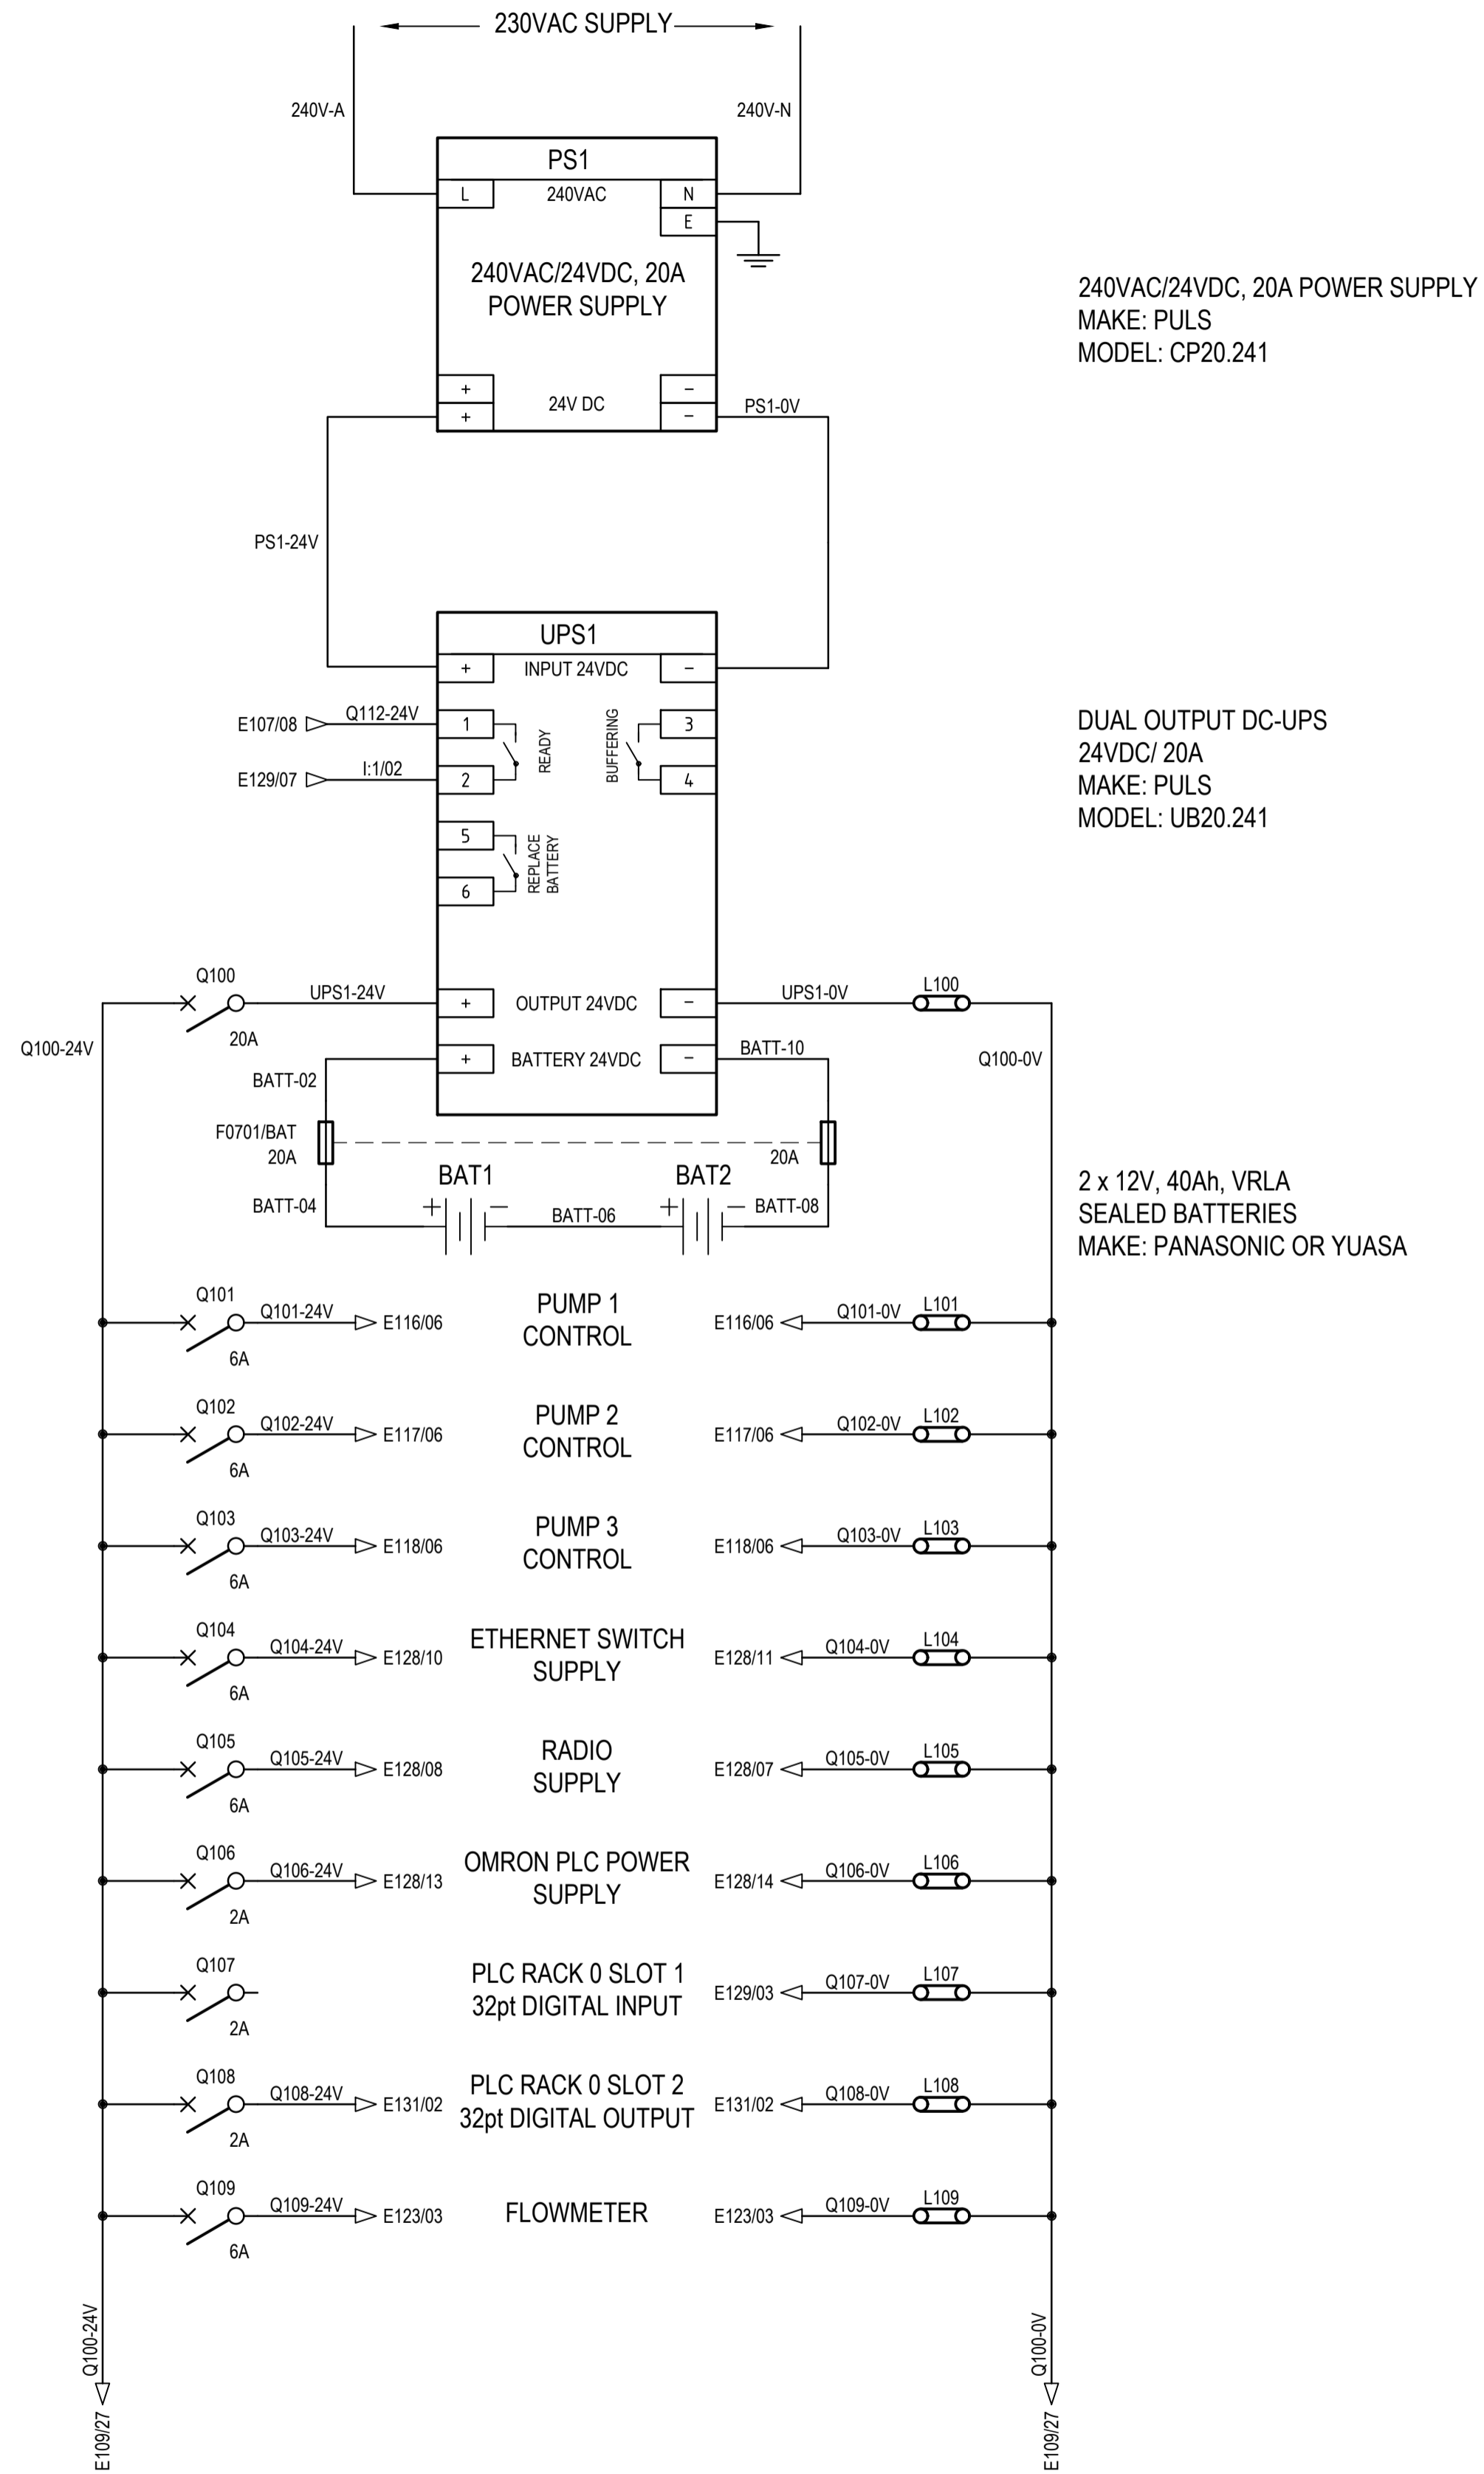 230VAC SUPPLY
240V-A
240V-N
PS1
L
240VAC
N
E
240VAC/24VDC, 20A
POWER SUPPLY
240VAC/24VDC, 20A POWER SUPPLY
MAKE: PULS
MODEL: CP20.241
+
−
24V DC
+
−
PS1-0V
PS1-24V
UPS1
+
INPUT 24VDC
−
E107/08
Q112-24V
1
READY
BUFFERING
3
E129/07
I:1/02
2
4
DUAL OUTPUT DC-UPS
24VDC/ 20A
MAKE: PULS
MODEL: UB20.241
5
REPLACE
BATTERY
6
Q100
20A
UPS1-24V
+
OUTPUT 24VDC
−
UPS1-0V
L100
Q100-24V
Q100-0V
+
BATTERY 24VDC
−
BATT-10
BATT-02
F0701/BAT
20A
20A
BAT1
BAT2
BATT-04
+
−
BATT-06
+
−
BATT-08
2 x 12V, 40Ah, VRLA
SEALED BATTERIES
MAKE: PANASONIC OR YUASA
Q101
6A
Q101-24V
E116/06
PUMP 1
CONTROL
E116/06
Q101-0V
L101
Q102
6A
Q102-24V
E117/06
PUMP 2
CONTROL
E117/06
Q102-0V
L102
Q103
6A
Q103-24V
E118/06
PUMP 3
CONTROL
E118/06
Q103-0V
L103
Q104
6A
Q104-24V
E128/10
ETHERNET SWITCH
SUPPLY
E128/11
Q104-0V
L104
Q105
6A
Q105-24V
E128/08
RADIO
SUPPLY
E128/07
Q105-0V
L105
Q106
2A
Q106-24V
E128/13
OMRON PLC POWER
SUPPLY
E128/14
Q106-0V
L106
Q107
2A
PLC RACK 0 SLOT 1
32pt DIGITAL INPUT
E129/03
Q107-0V
L107
Q108
2A
Q108-24V
E131/02
PLC RACK 0 SLOT 2
32pt DIGITAL OUTPUT
E131/02
Q108-0V
L108
Q109
6A
Q109-24V
E123/03
FLOWMETER
E123/03
Q109-0V
L109
Q100-24V
E109/27
Q100-0V
E109/27